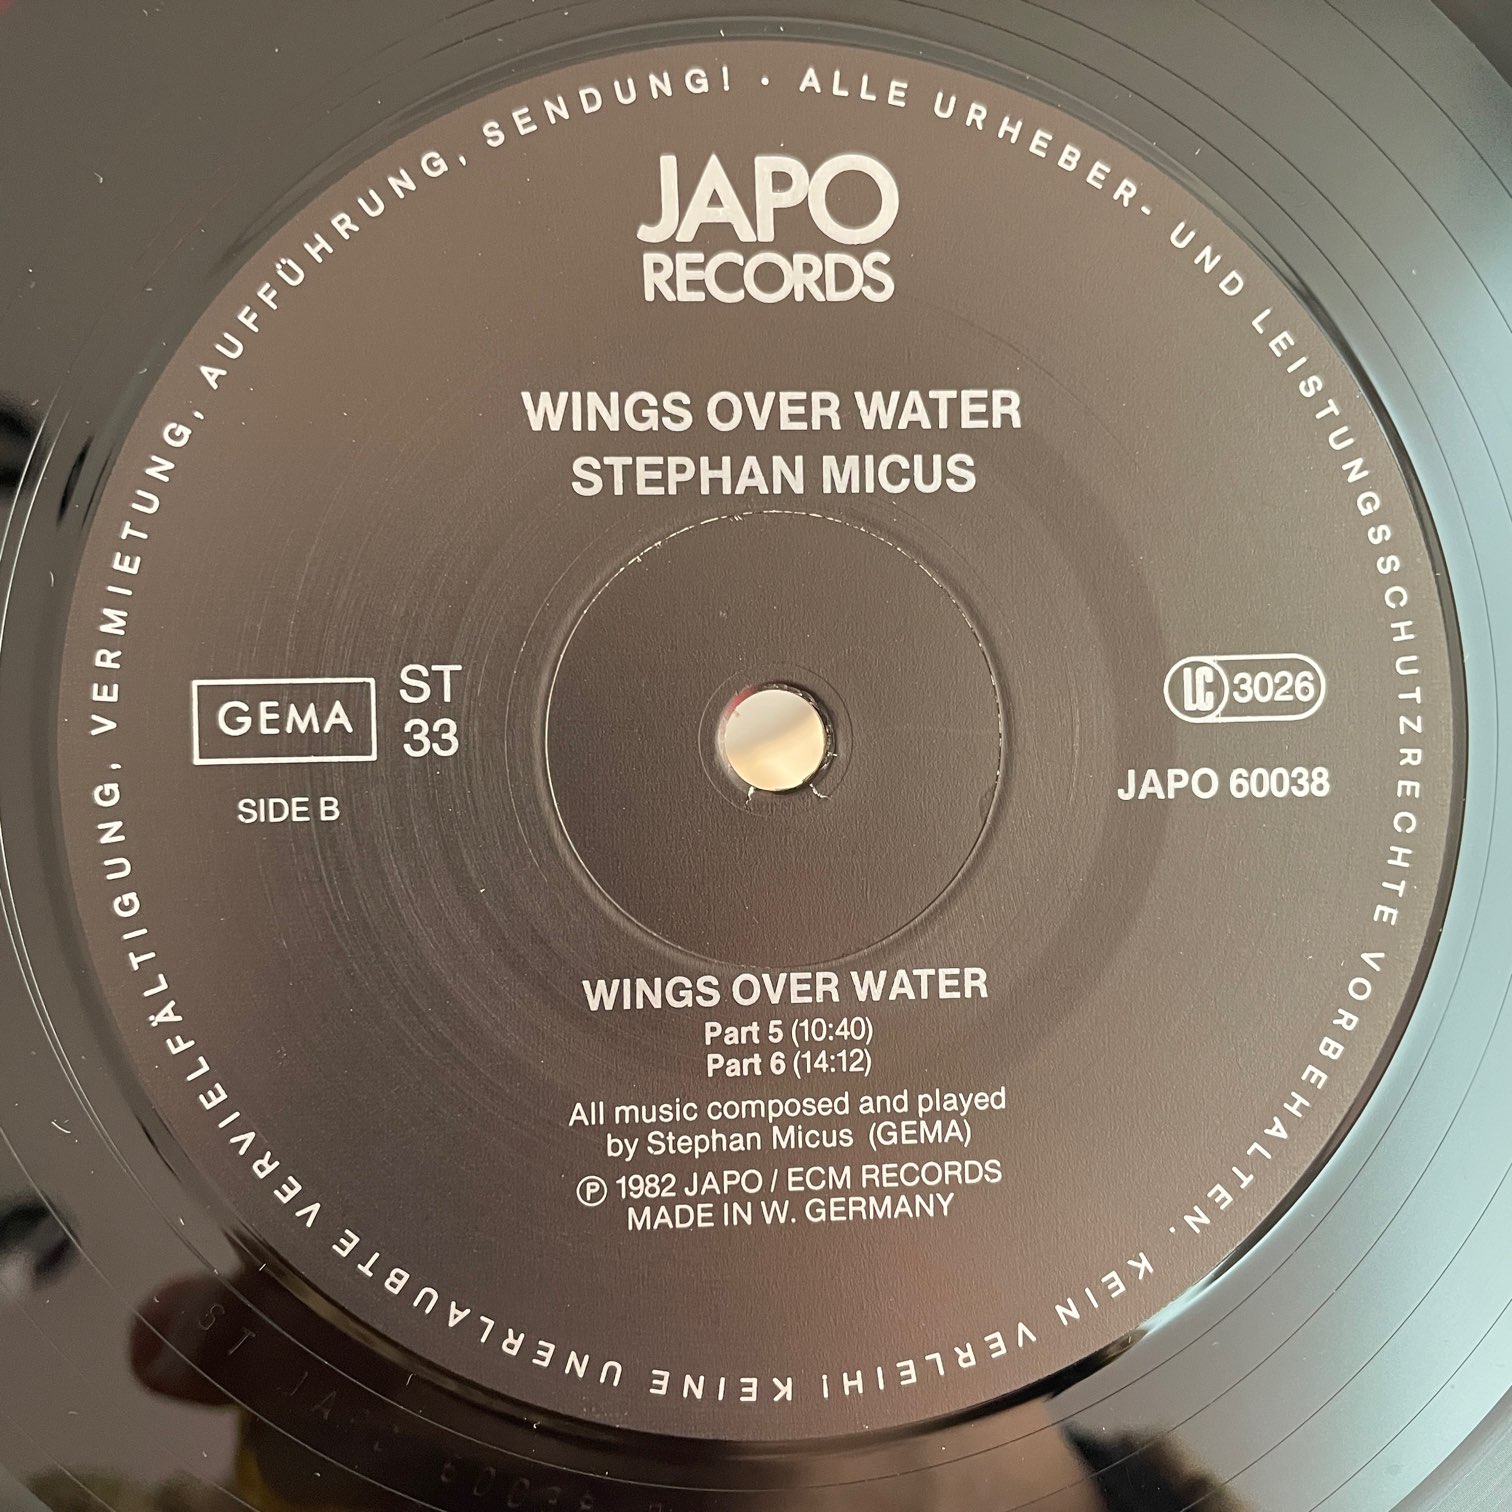 JAPO
RECORDS
WINGS OVER WATER
STEPHAN MICUS
GEMA
ST
33
SIDE B
LC 3026
JAPO 60038
WINGS OVER WATER
Part 5 (10:40)
Part 6 (14:12)
All music composed and played
by Stephan Micus (GEMA)
℗ 1982 JAPO / ECM RECORDS
MADE IN W. GERMANY
· ALLE URHEBER- UND LEISTUNGSSCHUTZRECHTE VORBEHALTEN. KEIN VERLEIH! KEINE UNERLAUBTE VERVIELFÄLTIGUNG, VERMIETUNG, AUFFÜHRUNG, SENDUNG!